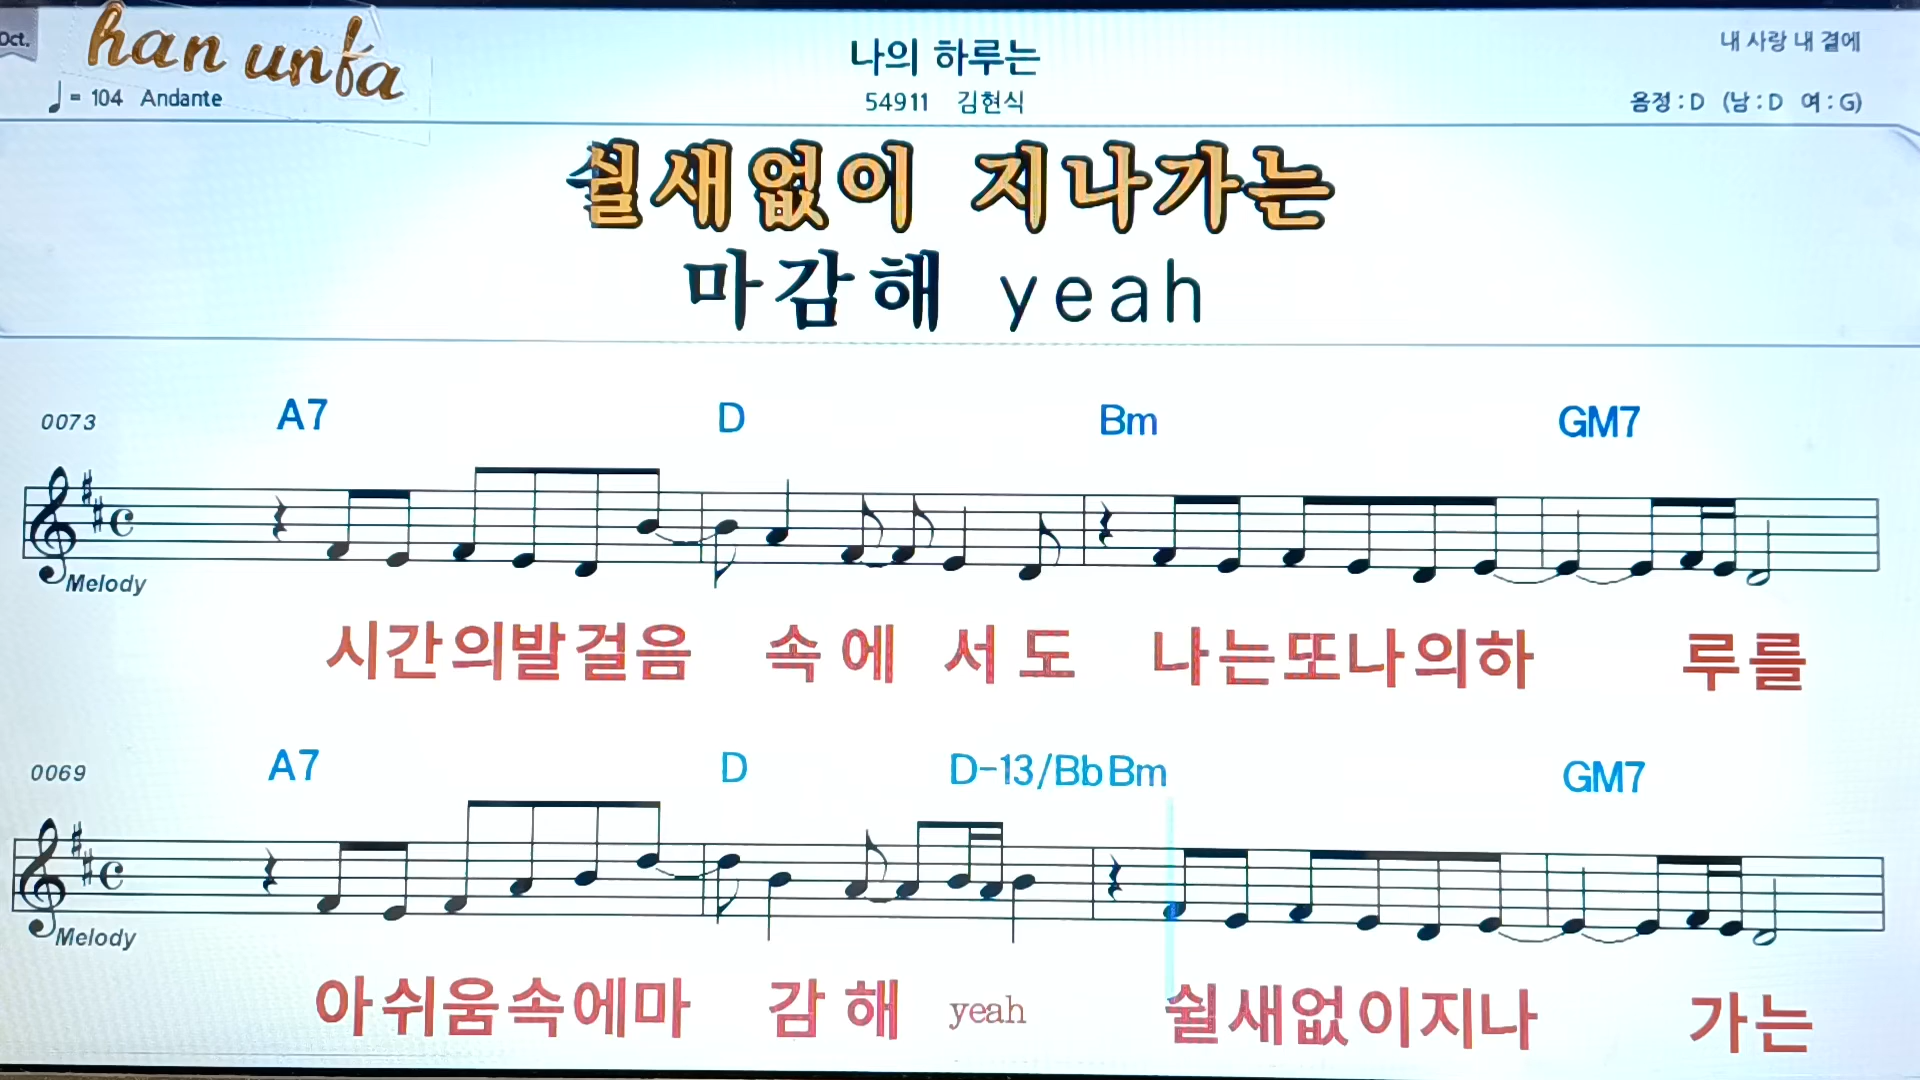 Oct.
han unfa
♩= 104 Andante
나의 하루는
54911 김현식
내 사랑 내 곁에
음정 : D (남 : D 여 : G)
쉴새없이 지나가는
마감해 yeah
0073
A7 D Bm GM7
Melody
시간의발걸음 속에 서도 나는또나의하 루를
0069
A7 D D-13/Bb Bm GM7
Melody
아쉬움속에마 감해 yeah 쉴새없이지나 가는